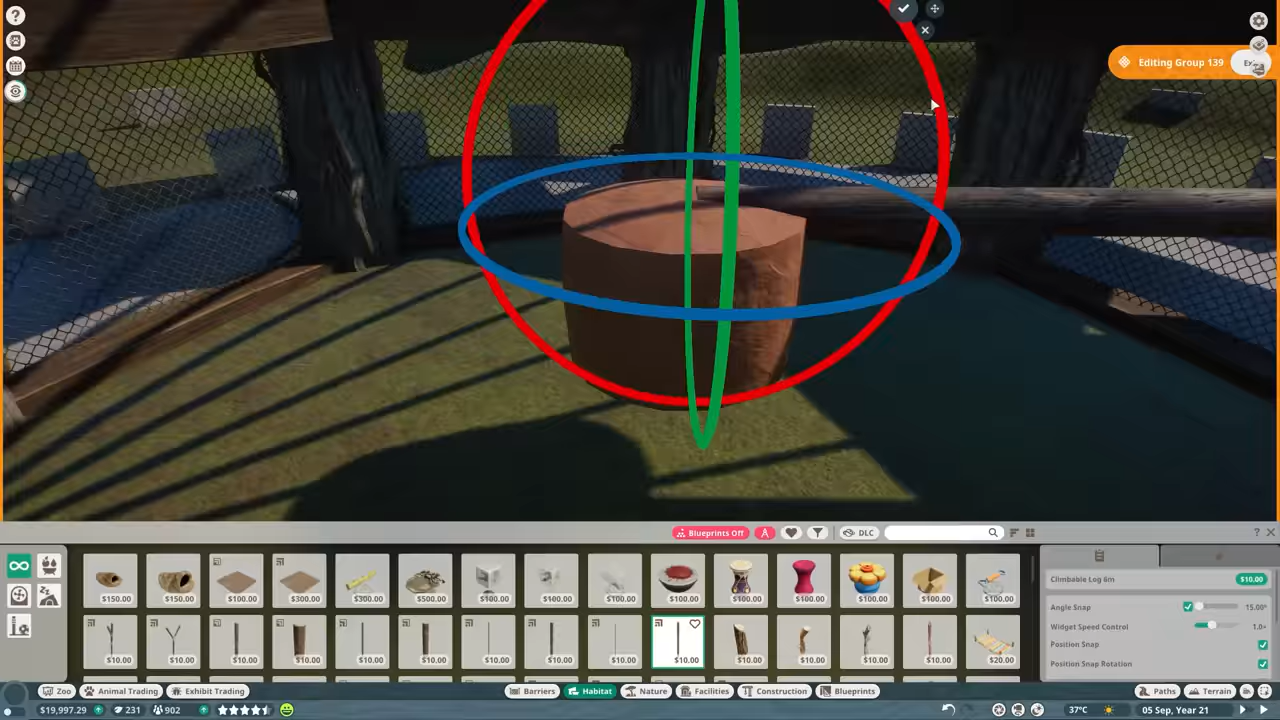 ?
Editing Group 139
Ex
Blueprints Off
DLC
?
$150.00
$150.00
$100.00
$300.00
$300.00
$500.00
$100.00
$100.00
$100.00
$100.00
$100.00
$100.00
$100.00
$100.00
$100.00
$10.00
$10.00
$10.00
$10.00
$10.00
$10.00
$10.00
$10.00
$10.00
$10.00
$10.00
$10.00
$10.00
$10.00
$20.00
Climbable Log 6m
$10.00
Angle Snap
15.00°
Widget Speed Control
1.0×
Position Snap
Position Snap Rotation
Zoo
Animal Trading
Exhibit Trading
Barriers
Habitat
Nature
Facilities
Construction
Blueprints
Paths
Terrain
$19,997.29
231
902
37°C
05 Sep, Year 21